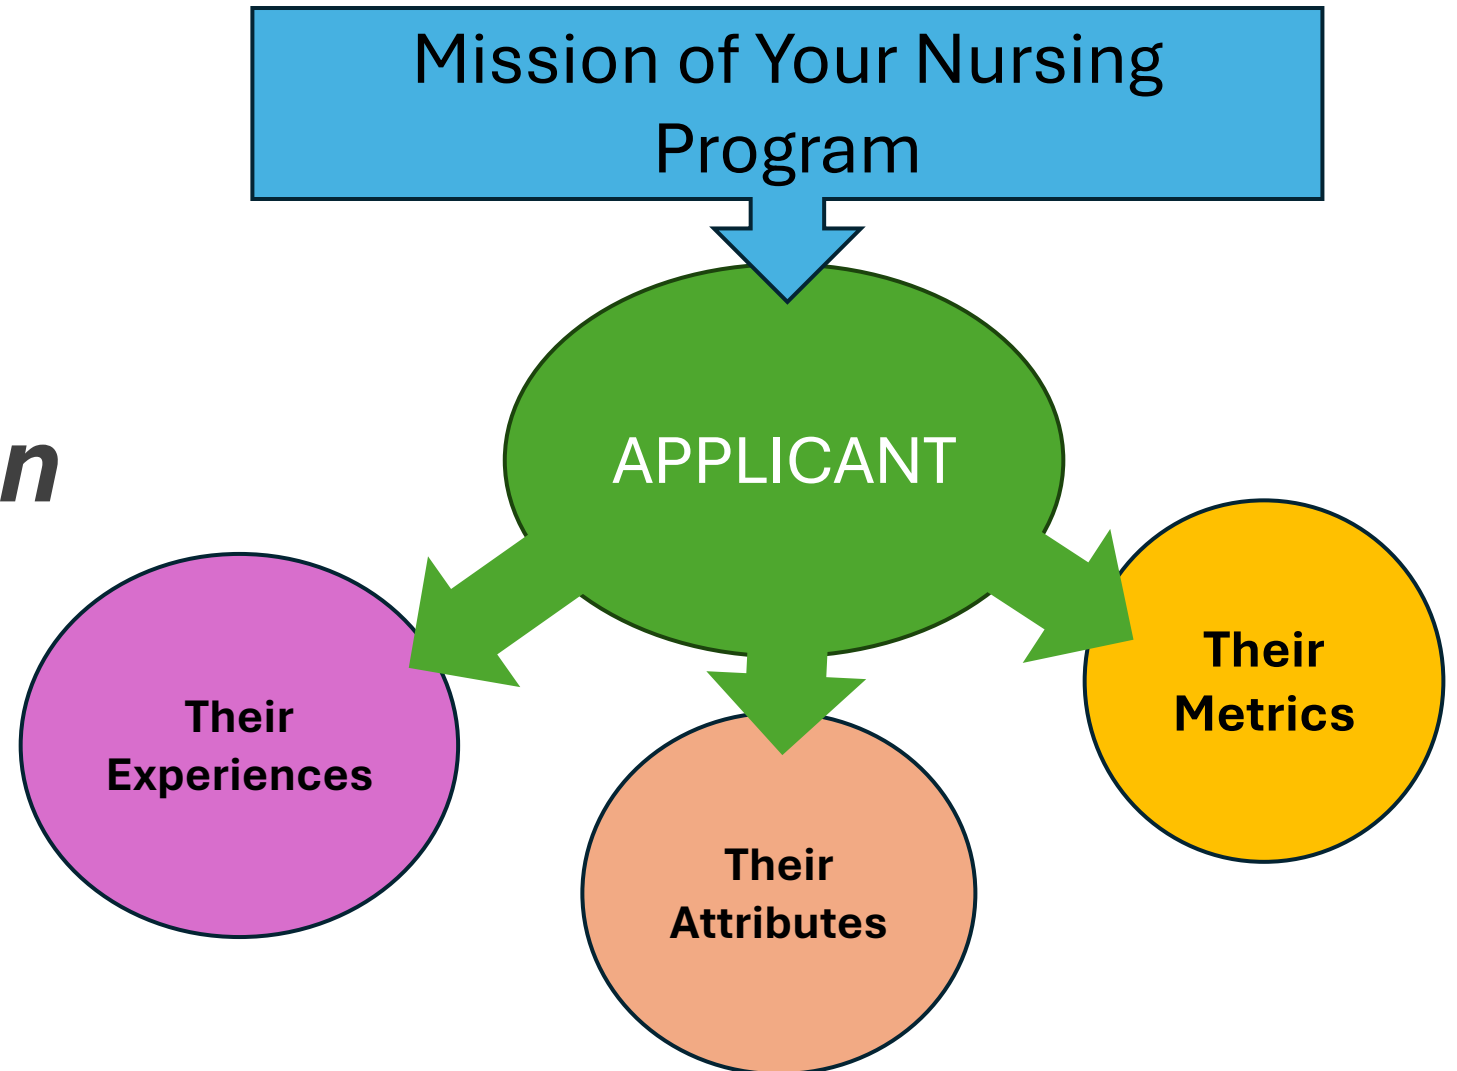 Mission of Your Nursing
Program
APPLICANT
n
Their
Experiences
Their
Attributes
Their
Metrics